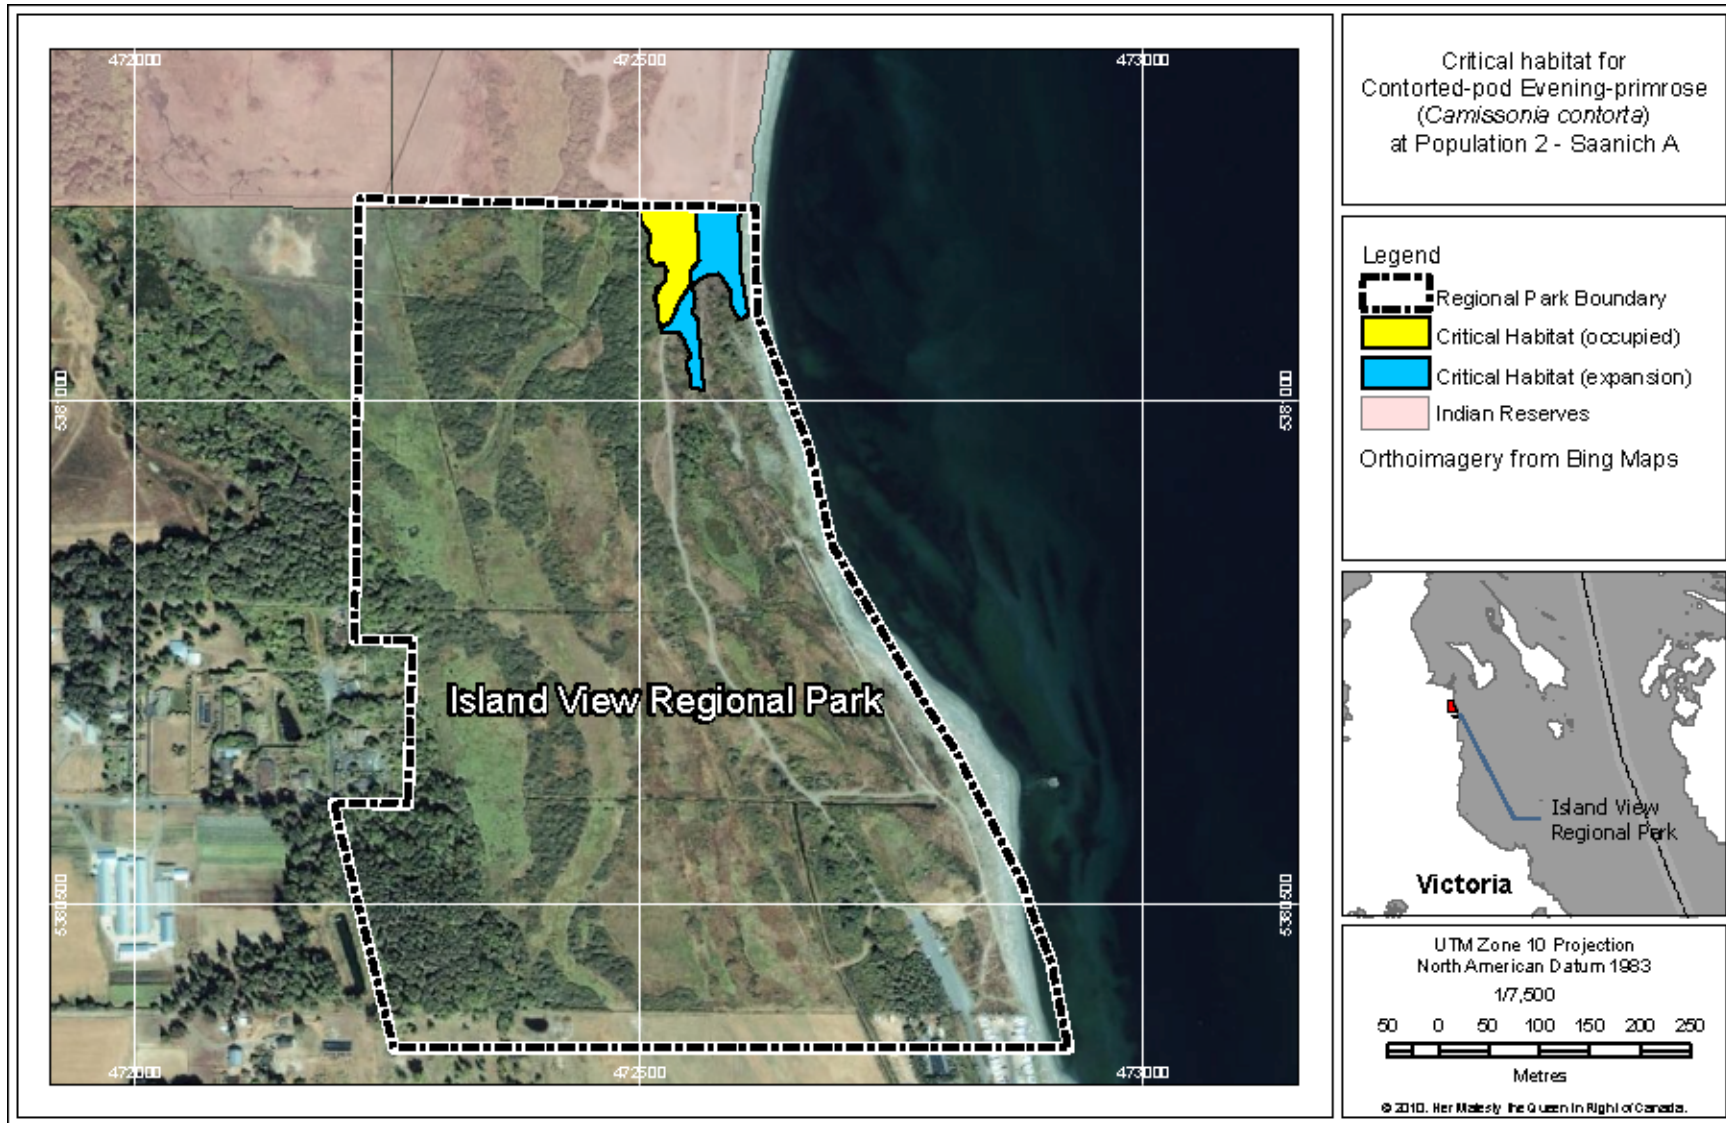 472000
472500
473000
5381000
5381000
Island View Regional Park
5380500
5380500
472000
472500
473000
Critical habitat for
Contorted-pod Evening-primrose
(Camissonia contorta)
at Population 2 - Saanich A
Legend
Regional Park Boundary
Critical Habitat (occupied)
Critical Habitat (expansion)
Indian Reserves
Orthoimagery from Bing Maps
Island View
Regional Park
Victoria
UTM Zone 10 Projection
North American Datum 1983
1/7,500
50 0 50 100 150 200 250
Metres
© 2010. Her Majesty the Queen in Right of Canada.